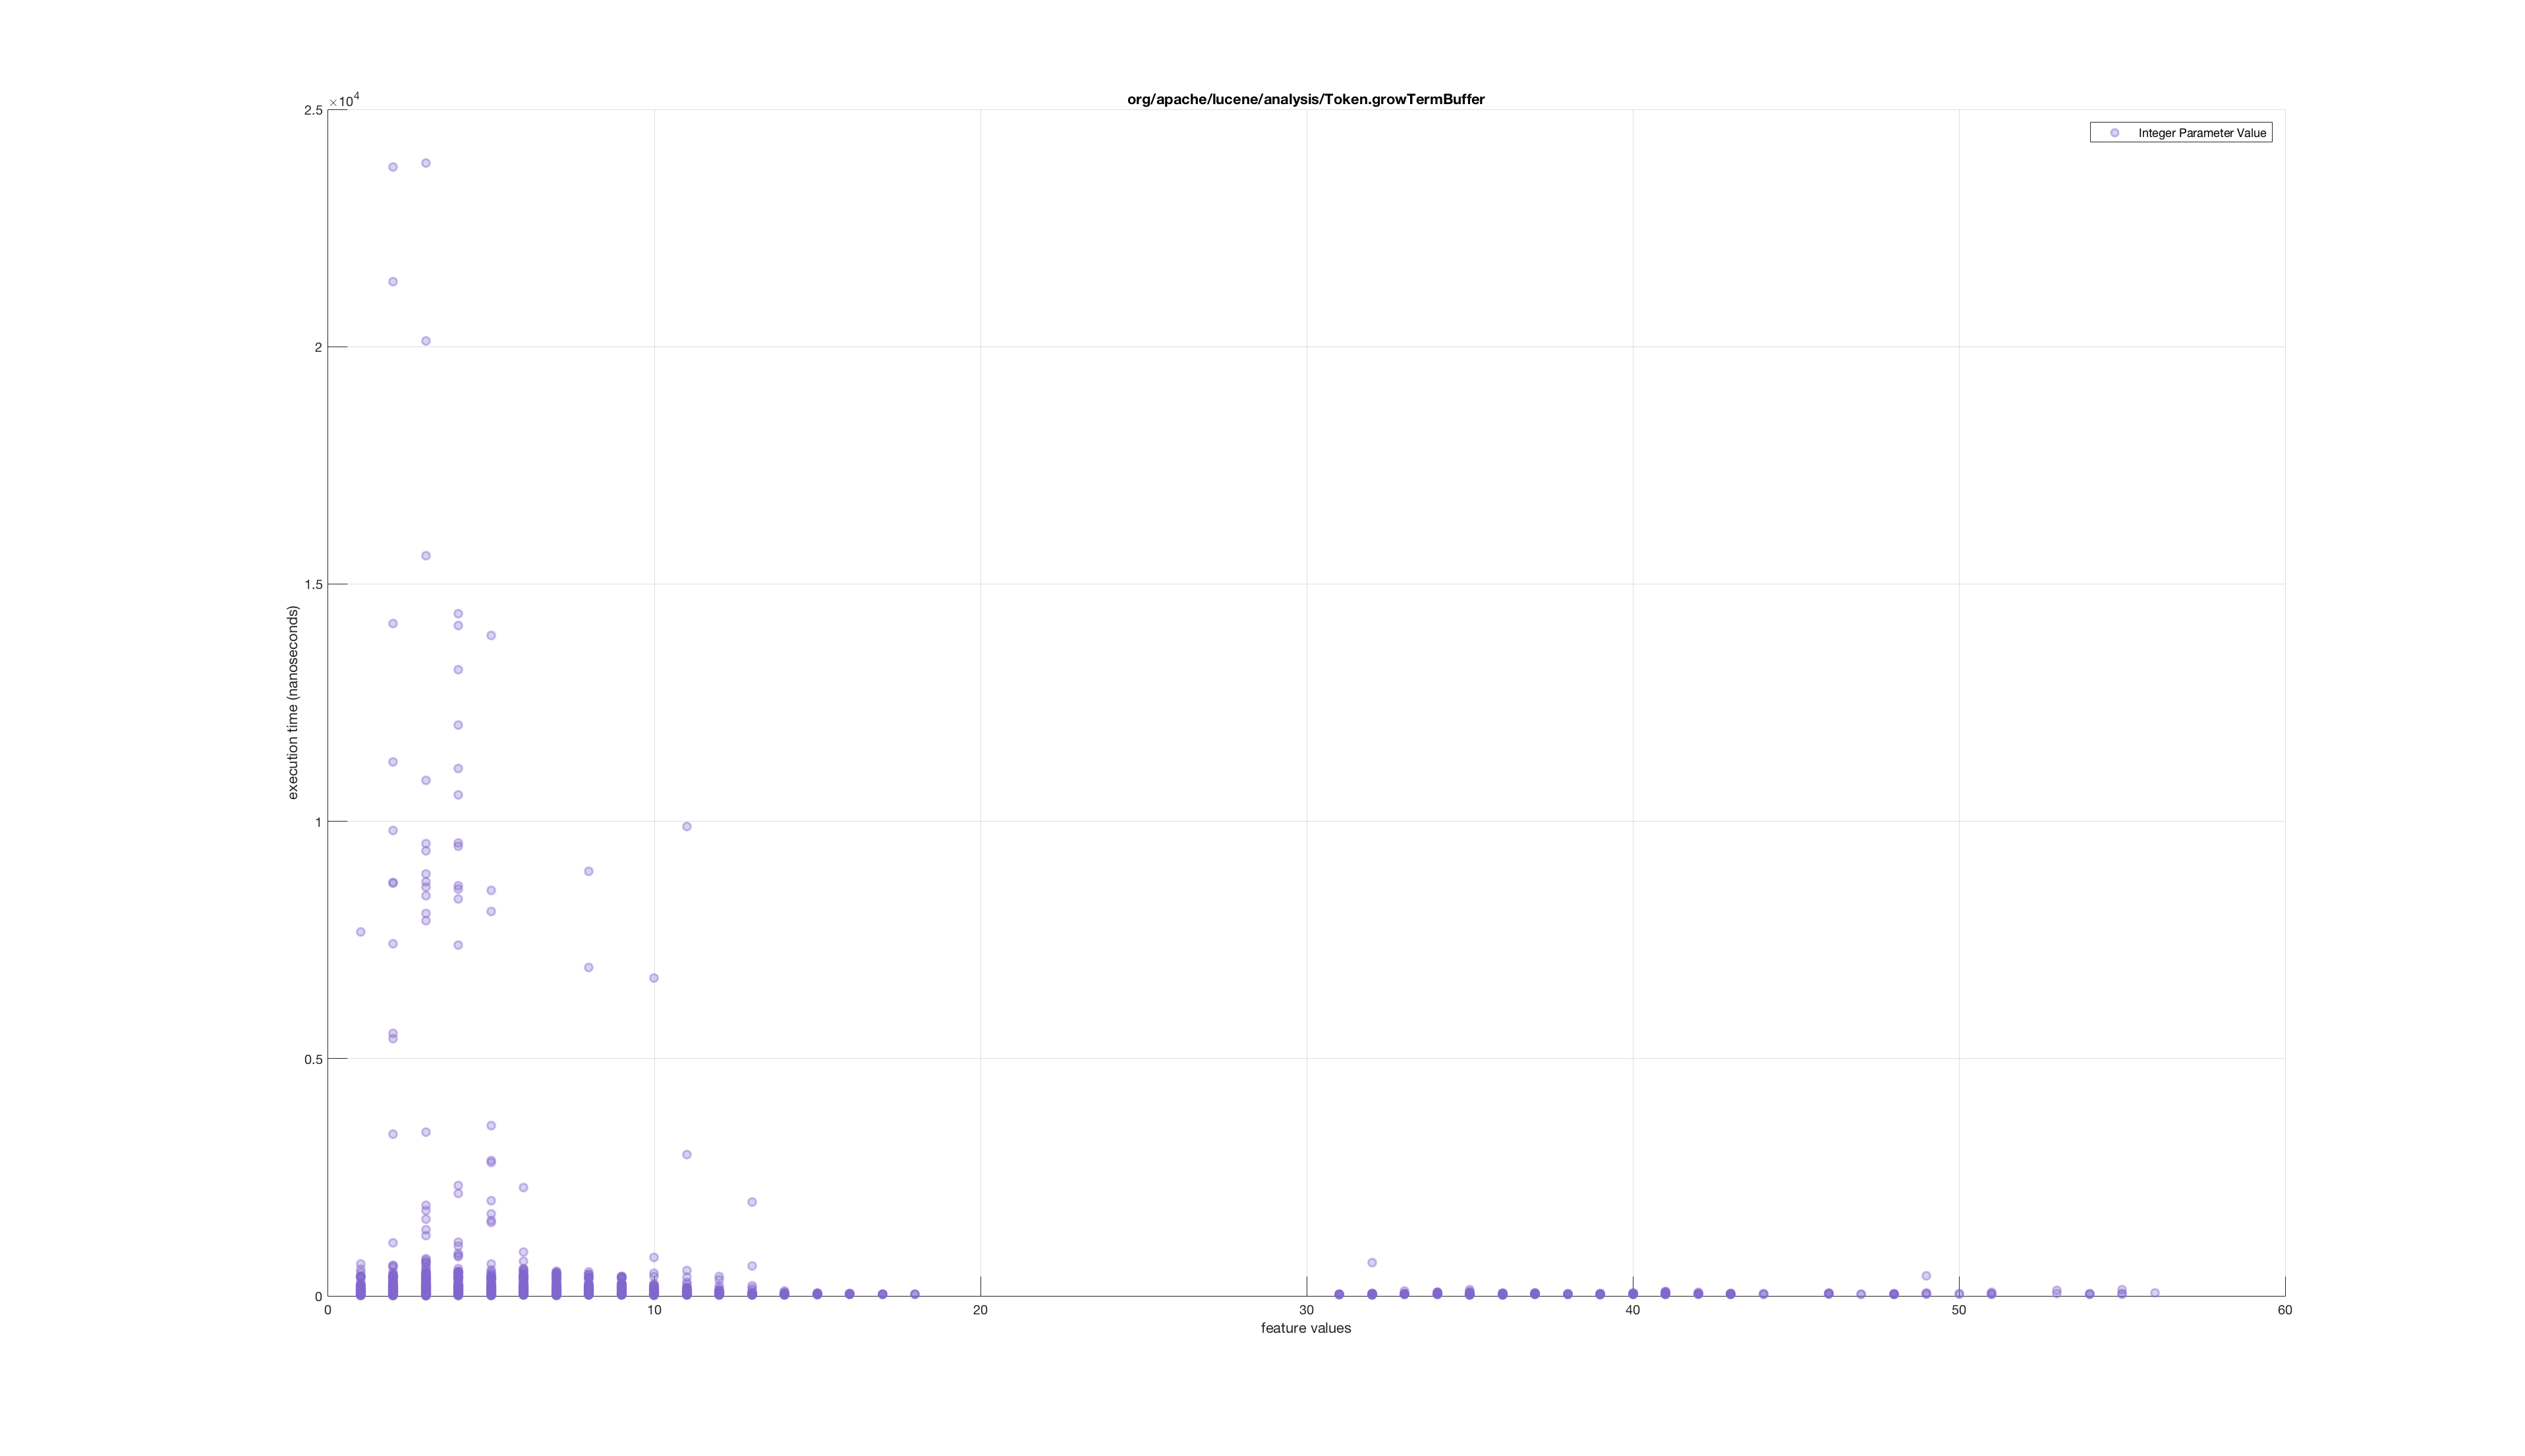 org/apache/lucene/analysis/Token.growTermBuffer
×10^4
Integer Parameter Value
2.5
2
1.5
1
0.5
0
execution time (nanoseconds)
0 10 20 30 40 50 60
feature values